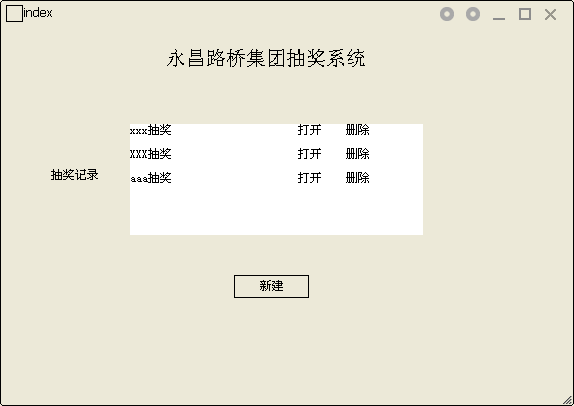 index
永昌路桥集团抽奖系统
xxx抽奖 打开 删除
XXX抽奖 打开 删除
aaa抽奖 打开 删除
抽奖记录
新建